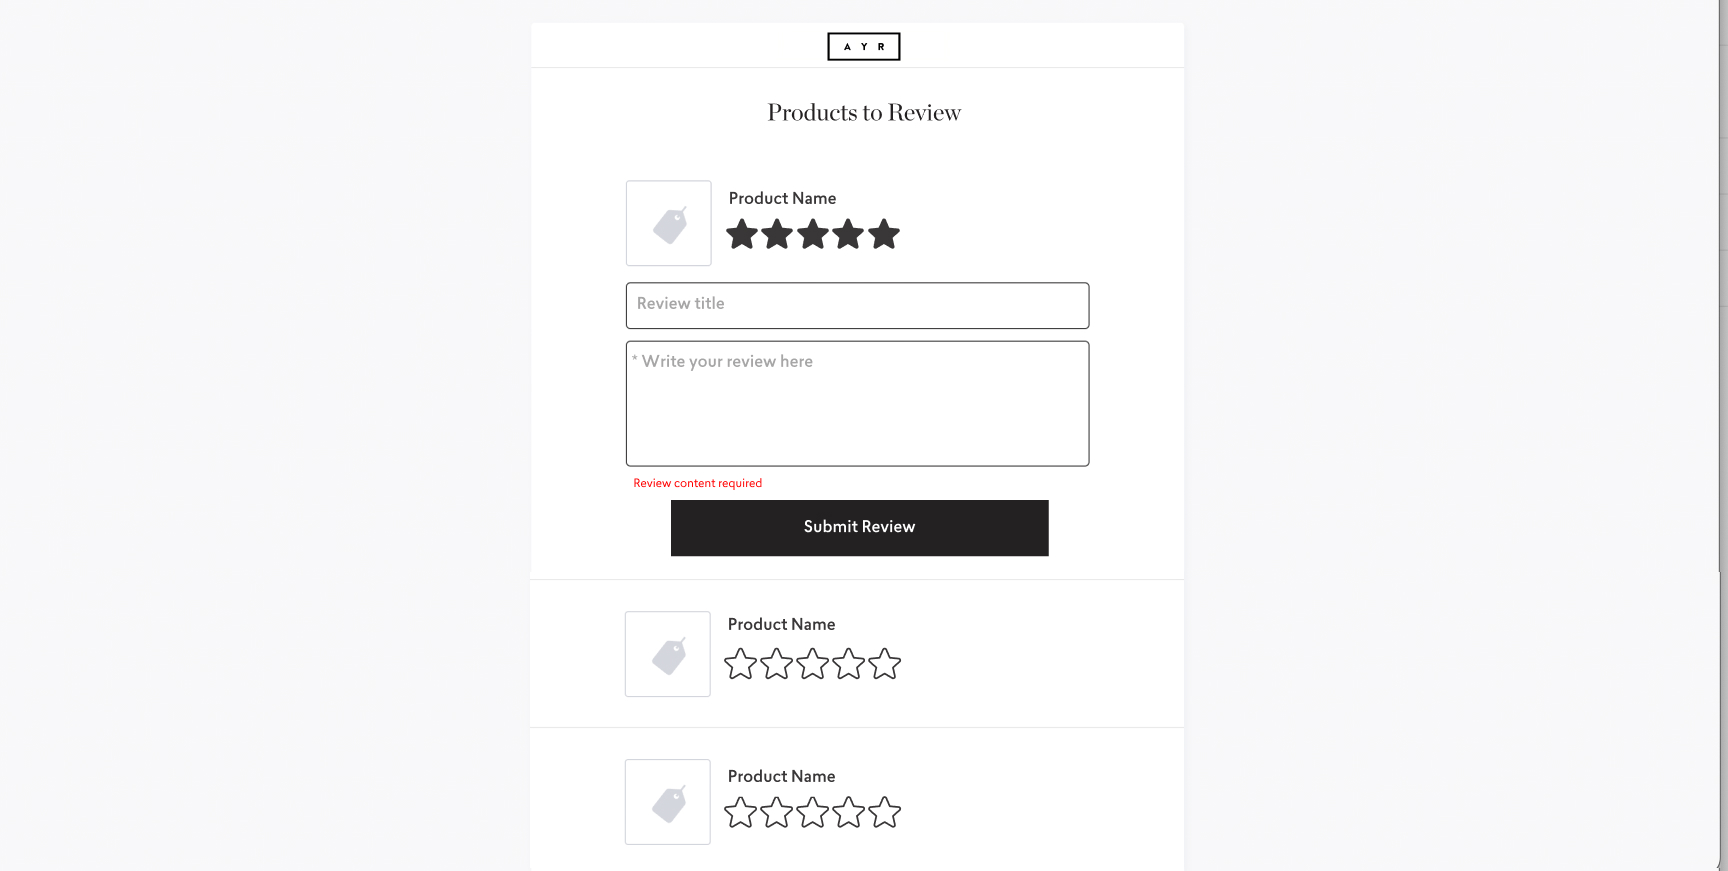 A Y R
Products to Review
Product Name
Review title
* Write your review here
Review content required
Submit Review
Product Name
Product Name